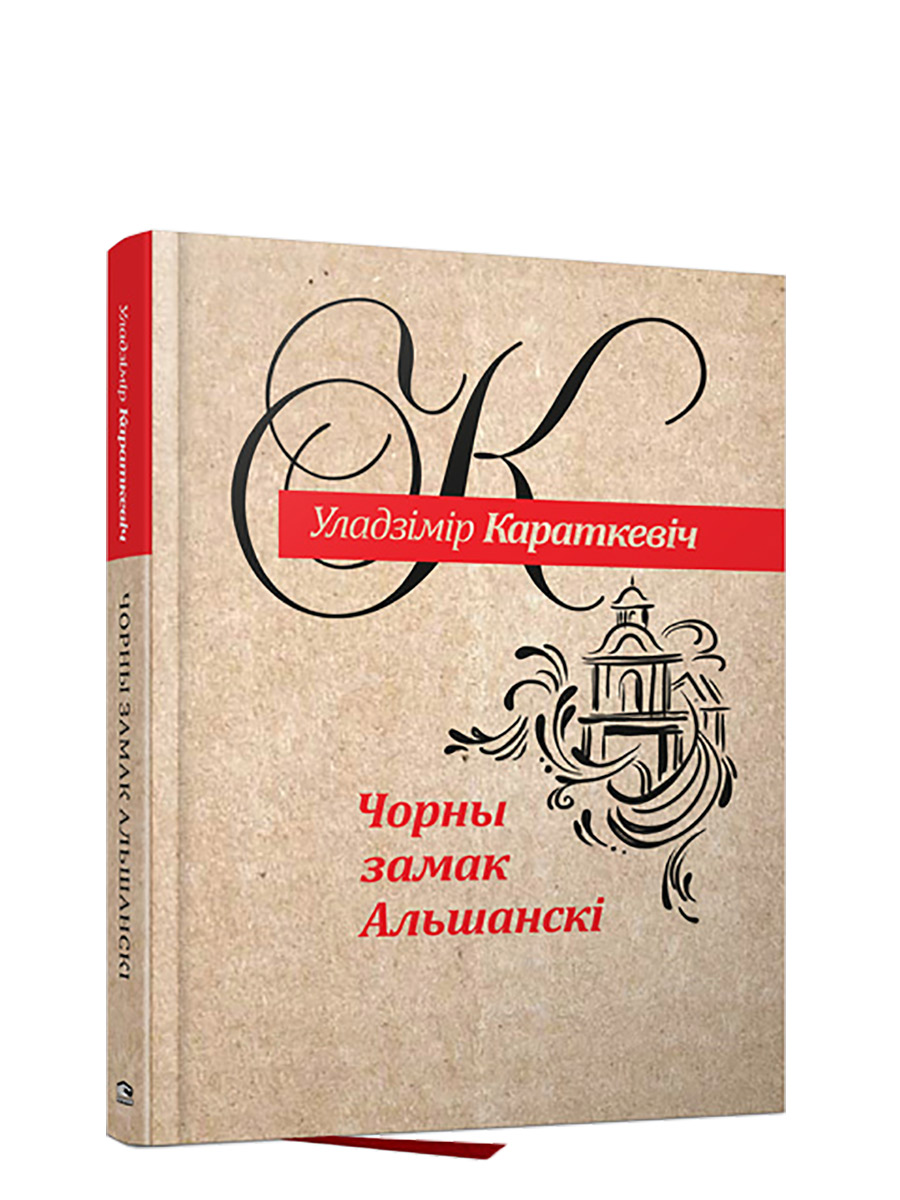 К
Уладзімір Караткевіч
Чорны
замак
Альшанскі
Уладзімір Караткевіч
ЧОРНЫ ЗАМАК АЛЬШАНСКІ